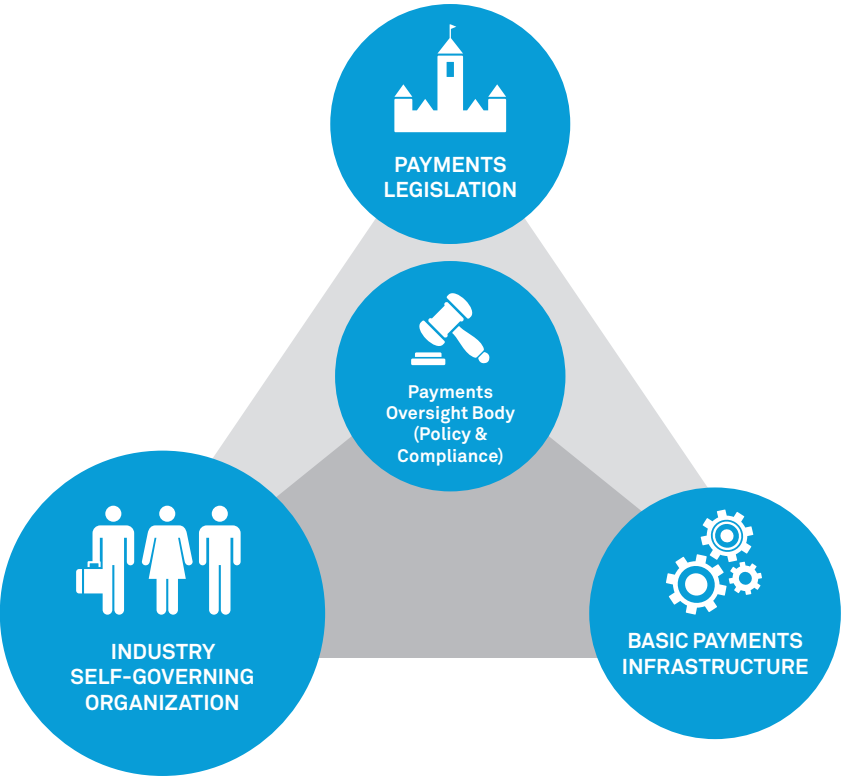 PAYMENTS
LEGISLATION
Payments
Oversight Body
(Policy &
Compliance)
INDUSTRY
SELF-GOVERNING
ORGANIZATION
BASIC PAYMENTS
INFRASTRUCTURE